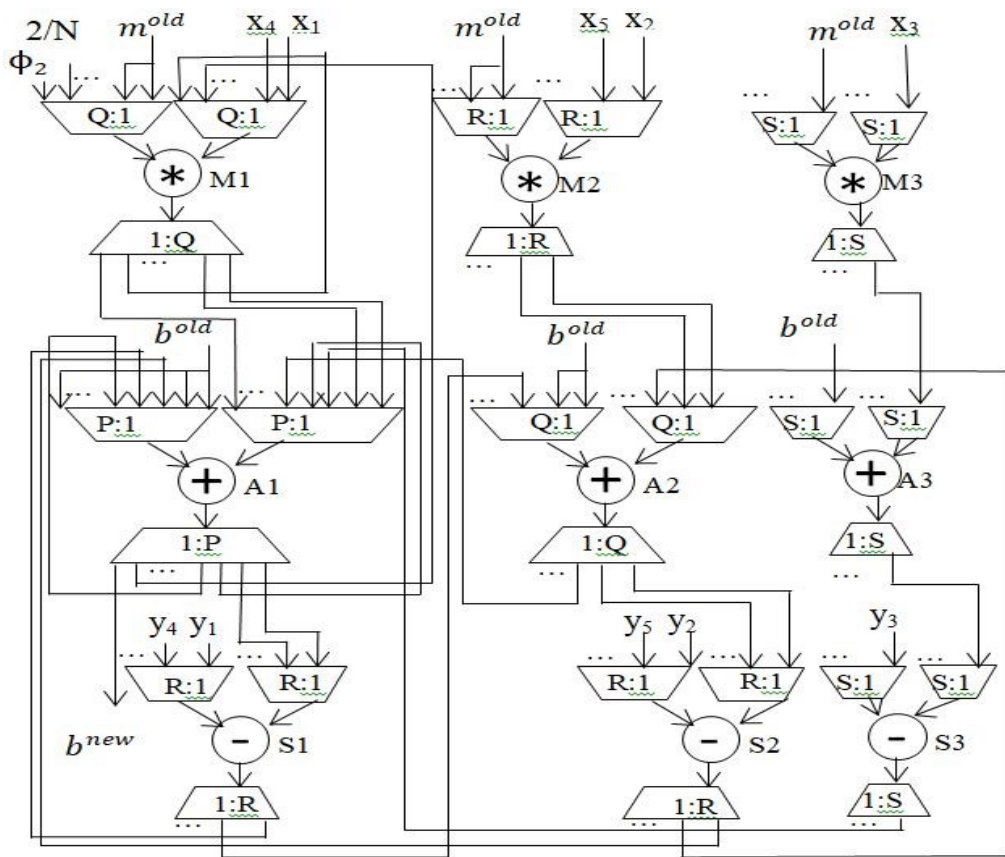 2/N m^old x₄ x₁ m^old x₅ x₂ m^old x₃
ϕ₂ ... ... ... ... ... ...
Q:1 Q:1 R:1 R:1 S:1 S:1
* M1 * M2 * M3
1:Q 1:R 1:S
... ... ...
b^old b^old b^old
... ... ... ... ... ...
P:1 P:1 Q:1 Q:1 S:1 S:1
+ A1 + A2 + A3
1:P 1:Q 1:S
... ... ...
y₄ y₁ y₅ y₂ y₃
... ... ... ... ... ...
R:1 R:1 R:1 R:1 S:1 S:1
b^new - S1 - S2 - S3
1:R 1:R 1:S
... ... ...